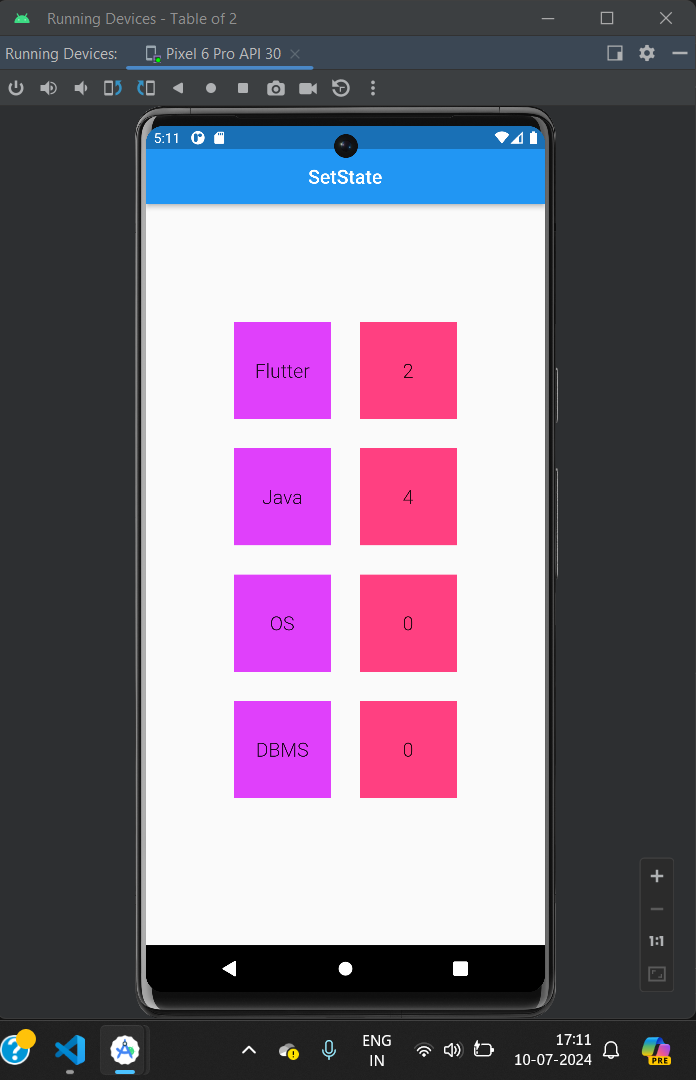 Running Devices - Table of 2
Running Devices: Pixel 6 Pro API 30
5:11
SetState
Flutter 2
Java 4
OS 0
DBMS 0
1:1
ENG 17:11
IN 10-07-2024
PRE